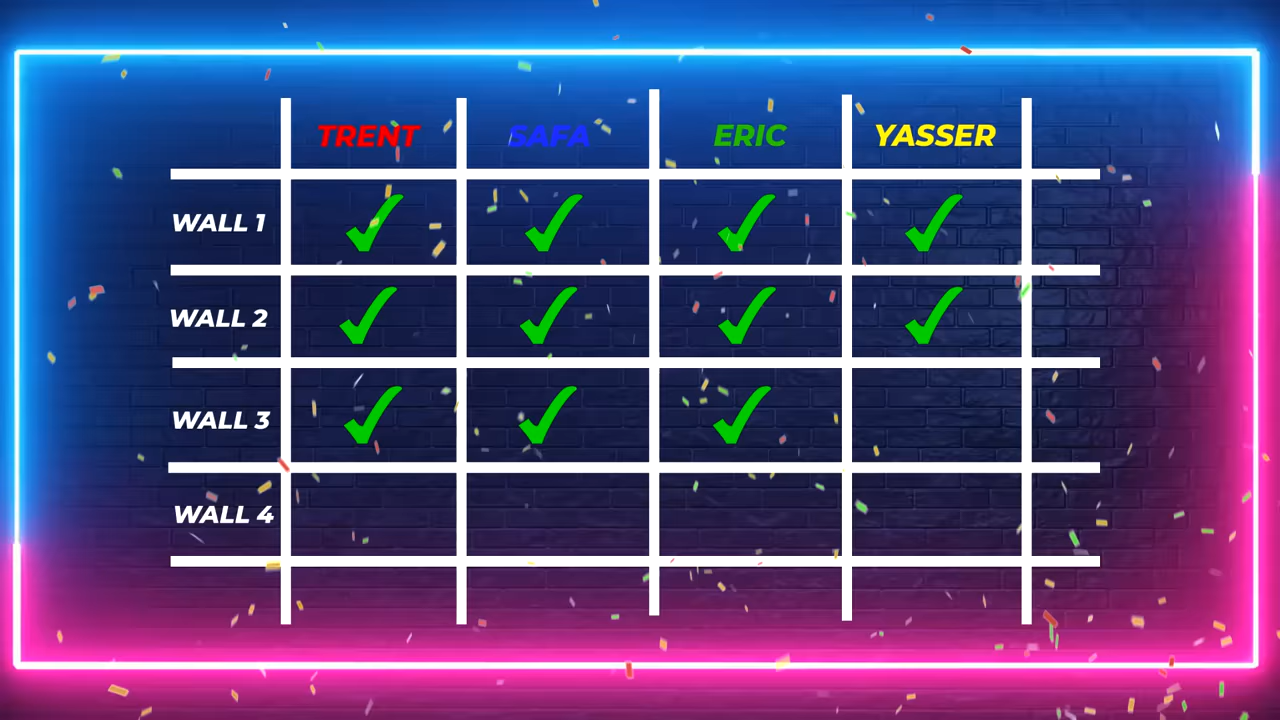 TRENT SAFA ERIC YASSER
WALL 1 ✓ ✓ ✓ ✓
WALL 2 ✓ ✓ ✓ ✓
WALL 3 ✓ ✓ ✓
WALL 4